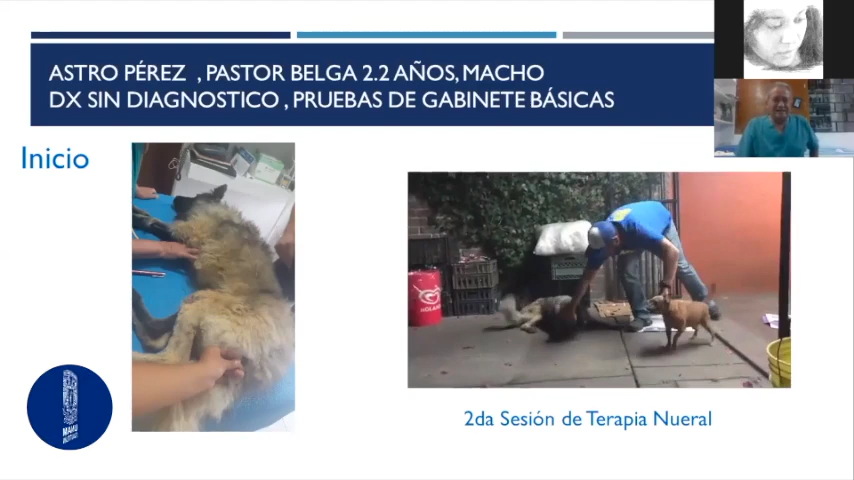 ASTRO PÉREZ , PASTOR BELGA 2.2 AÑOS, MACHO
DX SIN DIAGNOSTICO , PRUEBAS DE GABINETE BÁSICAS
Inicio
HOLAND
2da Sesión de Terapia Nueral